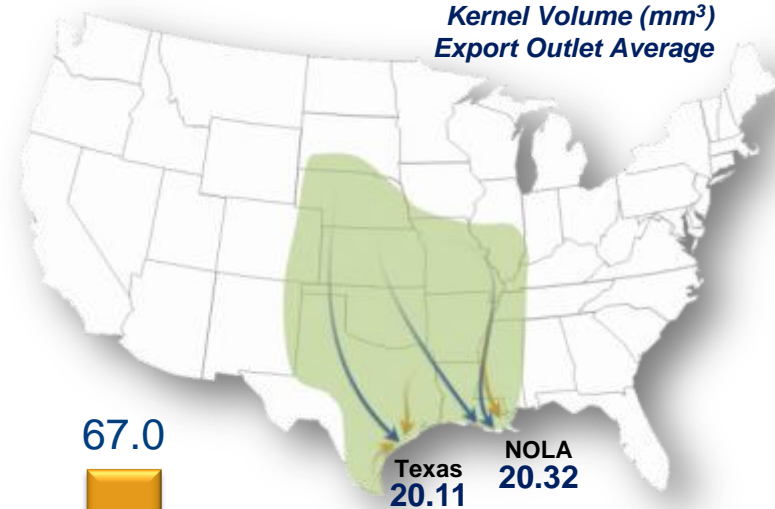 Kernel Volume (mm³)
Export Outlet Average
67.0
Texas
20.11
NOLA
20.32